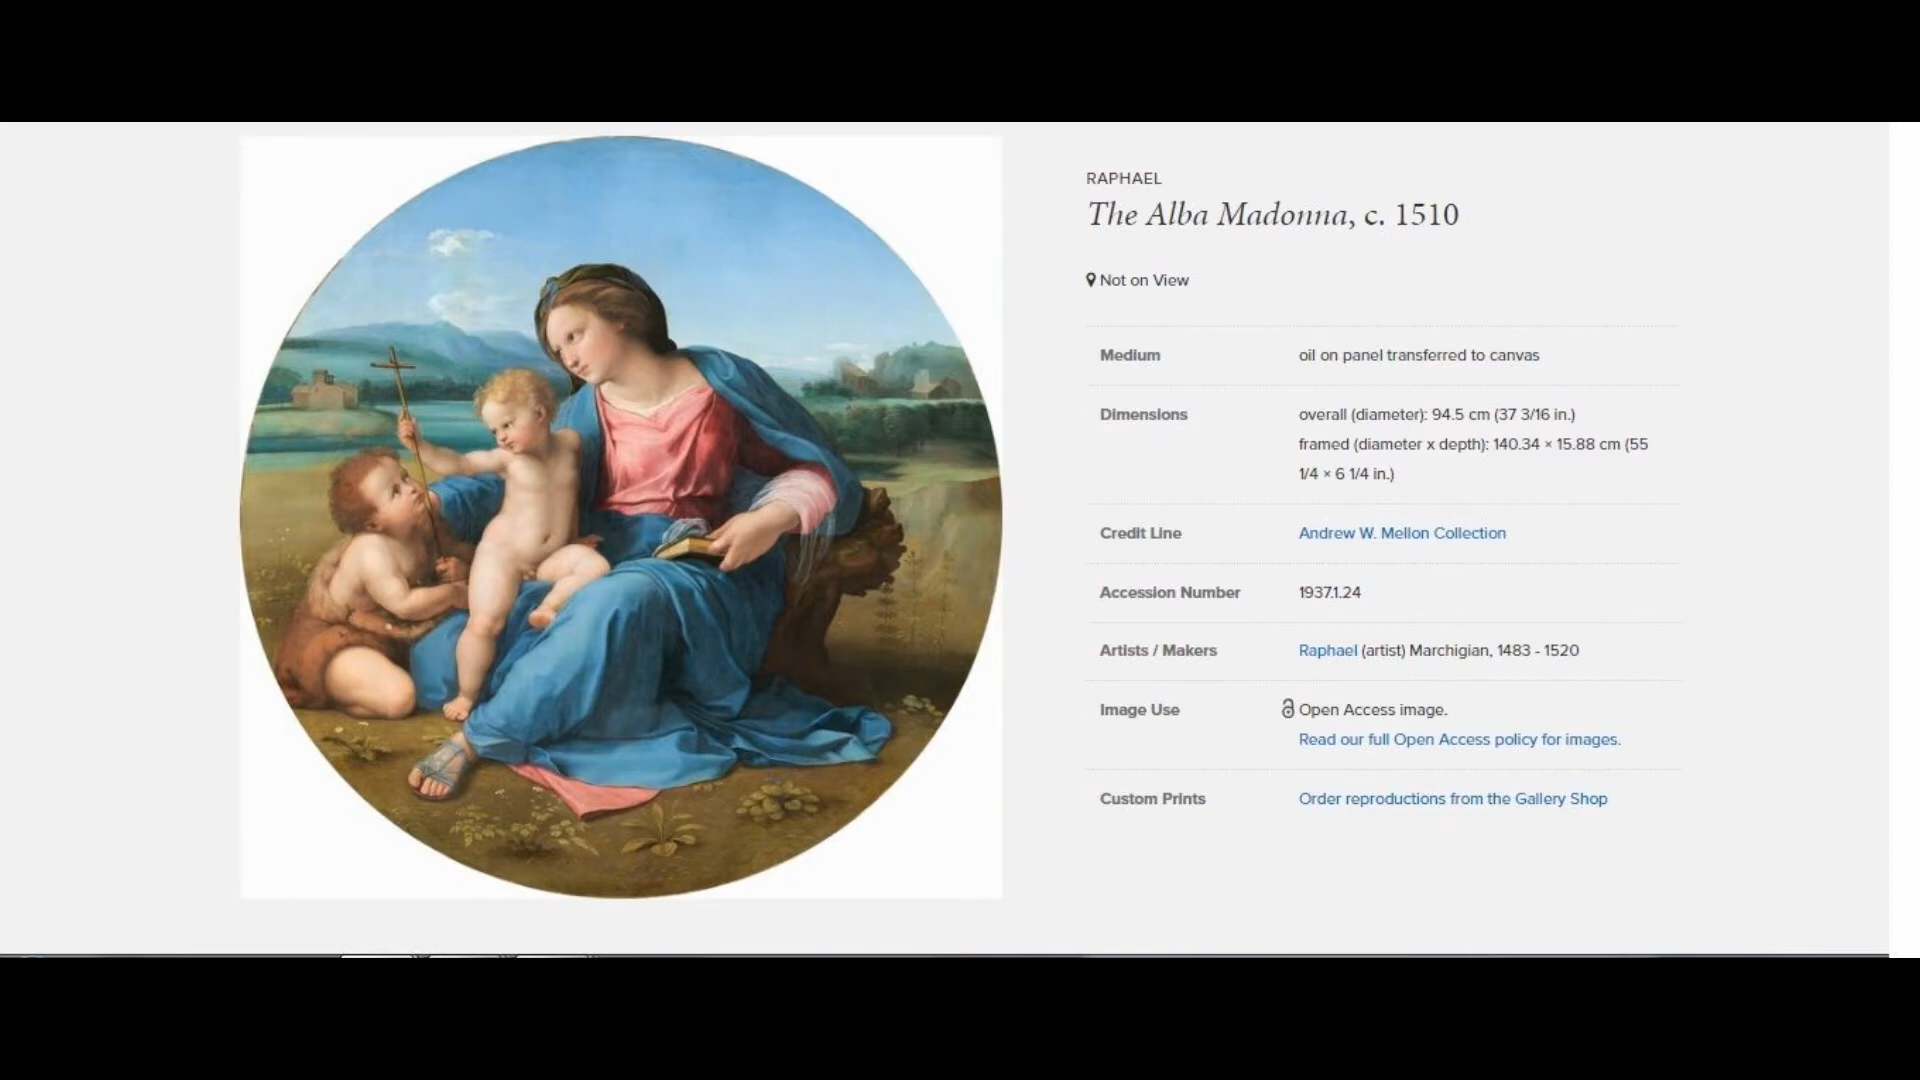 RAPHAEL
The Alba Madonna, c. 1510
Not on View
Medium
oil on panel transferred to canvas
Dimensions
overall (diameter): 94.5 cm (37 3/16 in.)
framed (diameter x depth): 140.34 × 15.88 cm (55
1/4 × 6 1/4 in.)
Credit Line
Andrew W. Mellon Collection
Accession Number
1937.1.24
Artists / Makers
Raphael (artist) Marchigian, 1483 - 1520
Image Use
Open Access image.
Read our full Open Access policy for images.
Custom Prints
Order reproductions from the Gallery Shop